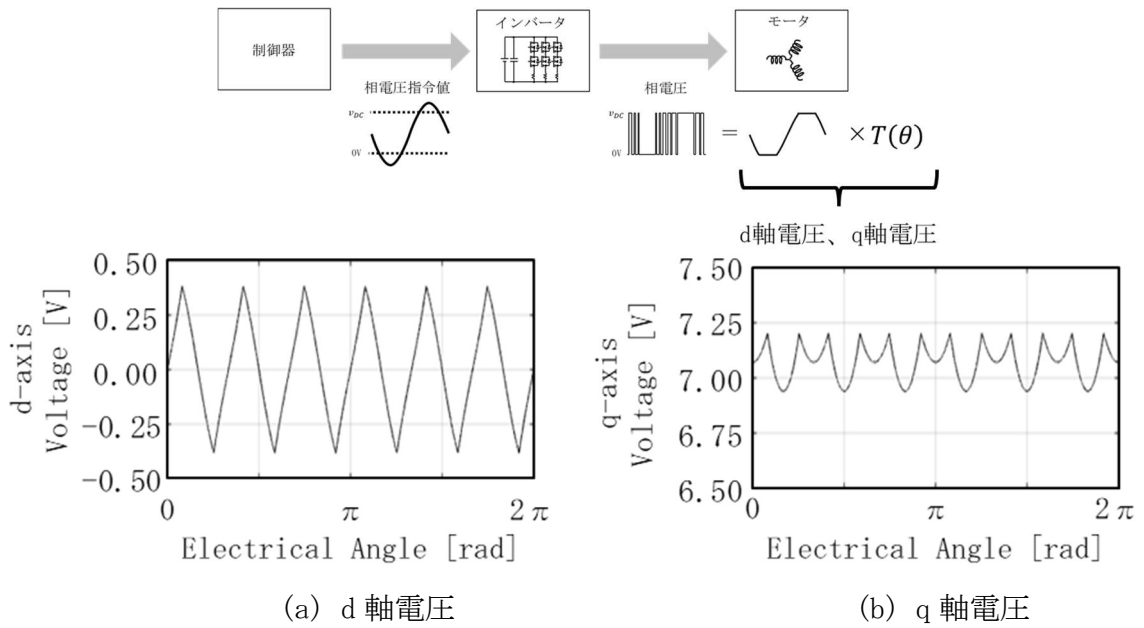 制御器
インバータ
モータ
相電圧指令値
相電圧
v_DC
0V
v_DC
0V
= × T(θ)
d軸電圧、q軸電圧
0.50
0.25
0.00
-0.25
-0.50
d-axis
Voltage [V]
0 π 2π
Electrical Angle [rad]
(a) d 軸電圧
7.50
7.25
7.00
6.75
6.50
q-axis
Voltage [V]
0 π 2π
Electrical Angle [rad]
(b) q 軸電圧